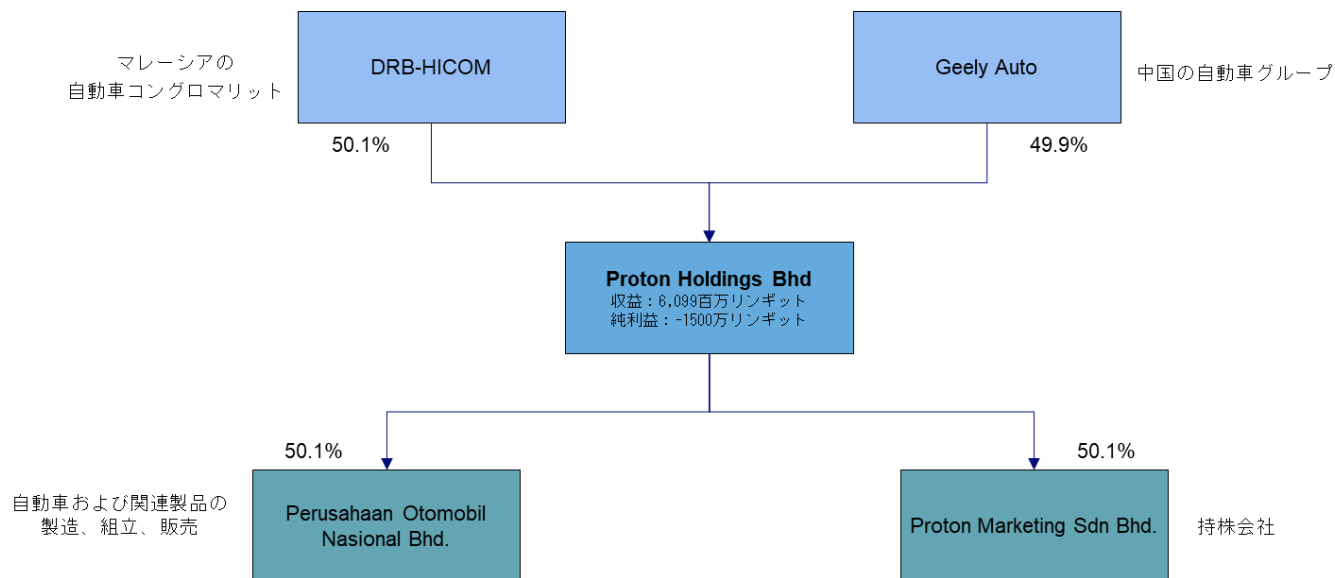 マレーシアの
自動車コングロマリット
DRB-HICOM
Geely Auto
中国の自動車グループ
50.1%
49.9%
Proton Holdings Bhd
収益：6,099百万リンギット
純利益：-1500万リンギット
50.1%
50.1%
自動車および関連製品の
製造、組立、販売
Perusahaan Otomobil
Nasional Bhd.
Proton Marketing Sdn Bhd.
持株会社